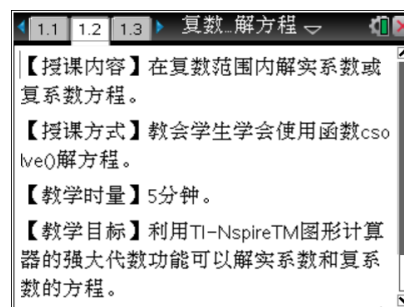 1.1 1.2 1.3 复数…解方程
【授课内容】在复数范围内解实系数或
复系数方程。
【授课方式】教会学生学会使用函数cso
lve()解方程。
【教学时量】5分钟。
【教学目标】利用TI-NspireTM图形计算
器的强大代数功能可以解实系数和复系
数的方程。